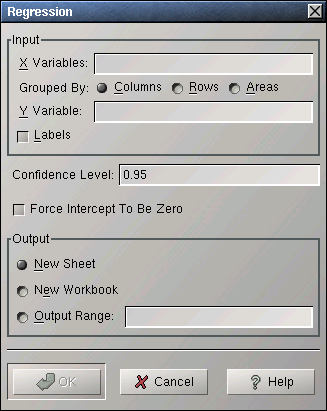 Regression
Input
X Variables:
Grouped By: Columns Rows Areas
Y Variable:
Labels
Confidence Level: 0.95
Force Intercept To Be Zero
Output
New Sheet
New Workbook
Output Range:
OK Cancel ? Help